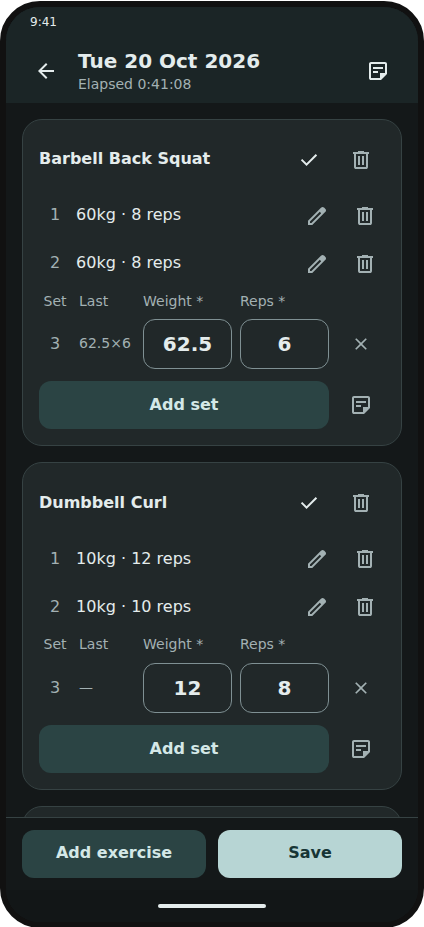 9:41
Tue 20 Oct 2026
Elapsed 0:41:08
Barbell Back Squat
1 60kg · 8 reps
2 60kg · 8 reps
Set Last Weight * Reps *
3 62.5×6 62.5 6
Add set
Dumbbell Curl
1 10kg · 12 reps
2 10kg · 10 reps
Set Last Weight * Reps *
3 — 12 8
Add set
Add exercise Save